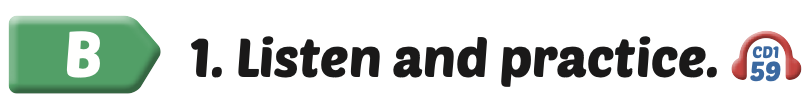 B 1. Listen and practice. CD1
59